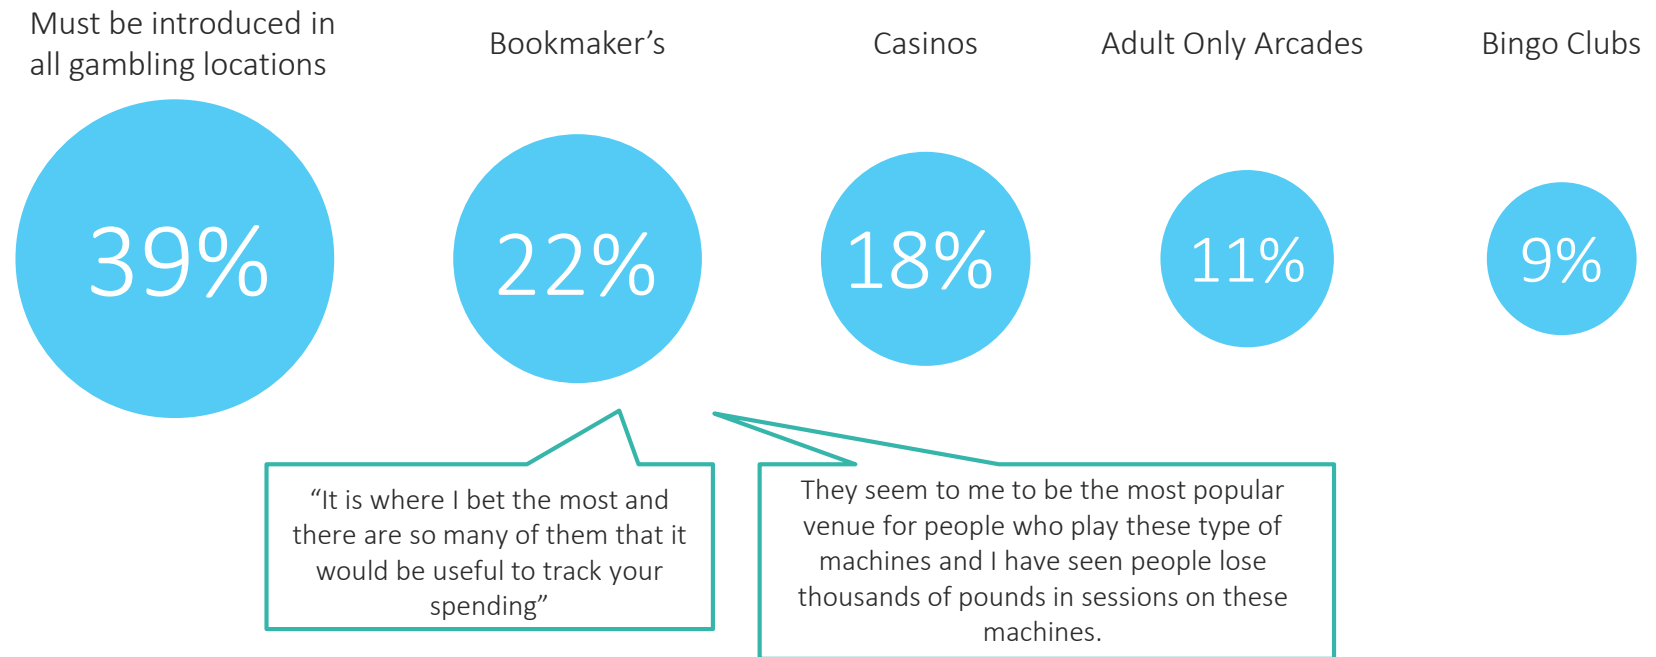 Must be introduced in
all gambling locations
Bookmaker’s
Casinos
Adult Only Arcades
Bingo Clubs
39%
22%
18%
11%
9%
“It is where I bet the most and
there are so many of them that it
would be useful to track your
spending”
They seem to me to be the most popular
venue for people who play these type of
machines and I have seen people lose
thousands of pounds in sessions on these
machines.